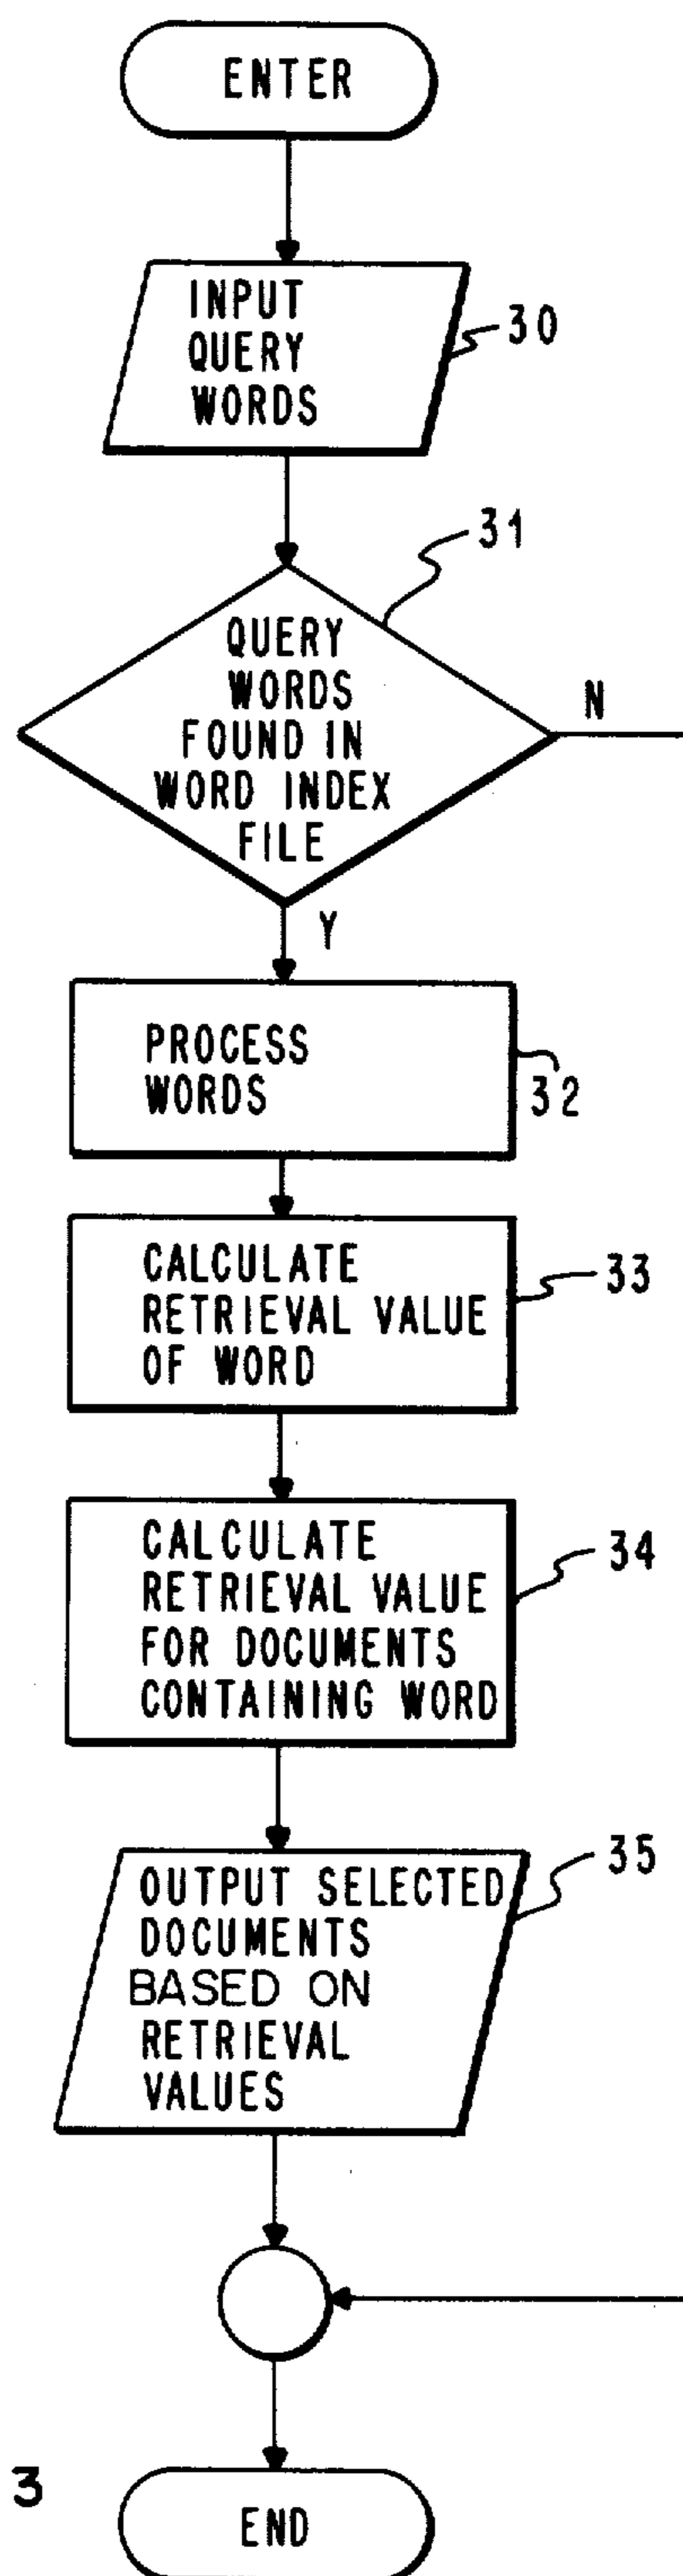 ENTER
INPUT
QUERY
WORDS
30
31
QUERY
WORDS
FOUND IN
WORD INDEX
FILE
N
Y
PROCESS
WORDS
32
CALCULATE
RETRIEVAL VALUE
OF WORD
33
CALCULATE
RETRIEVAL VALUE
FOR DOCUMENTS
CONTAINING WORD
34
OUTPUT SELECTED
DOCUMENTS
BASED ON
RETRIEVAL
VALUES
35
3
END